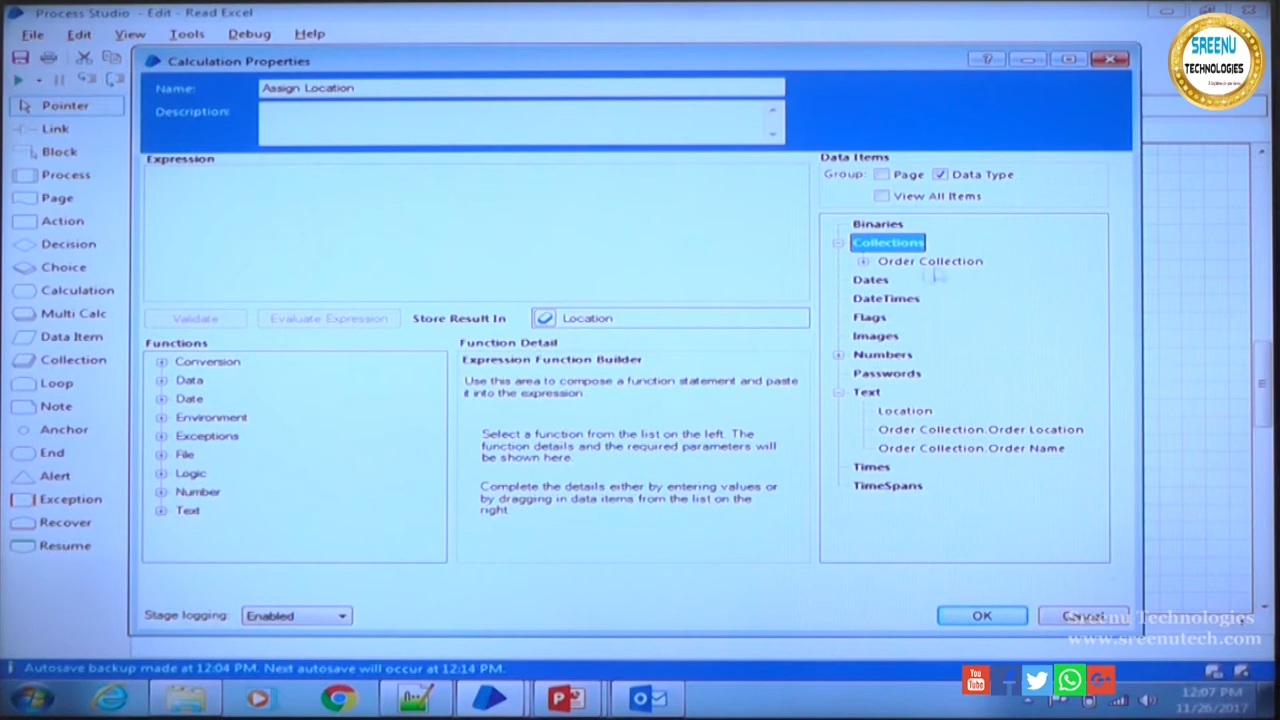 Process Studio - Edit - Read Excel
File Edit View Tools Debug Help
SREENU
TECHNOLOGIES
Calculation Properties
Name: Assign Location
Description:
Expression
Data Items
Group: Page Data Type
View All Items
Pointer
Link
Block
Process
Page
Action
Decision
Choice
Calculation
Multi Calc
Data Item
Collection
Loop
Note
Anchor
End
Alert
Exception
Recover
Resume
Binaries
Collections
Order Collection
Dates
DateTimes
Flags
Images
Numbers
Passwords
Text
Location
Order Collection.Order Location
Order Collection.Order Name
Times
TimeSpans
Validate Evaluate Expression Store Result In Location
Functions
Conversion
Data
Date
Environment
Exceptions
File
Logic
Number
Text
Function Detail
Expression Function Builder
Use this area to compose a function statement and paste
it into the expression.
Select a function from the list on the left. The
function details and the required parameters will
be shown here.
Complete the details either by entering values or
by dragging in data items from the list on the
right.
Stage logging: Enabled
OK Cancel
Sreenu Technologies
www.sreenutech.com
Autosave backup made at 12:04 PM. Next autosave will occur at 12:14 PM.
You
Tube
12:07 PM
11/26/2017